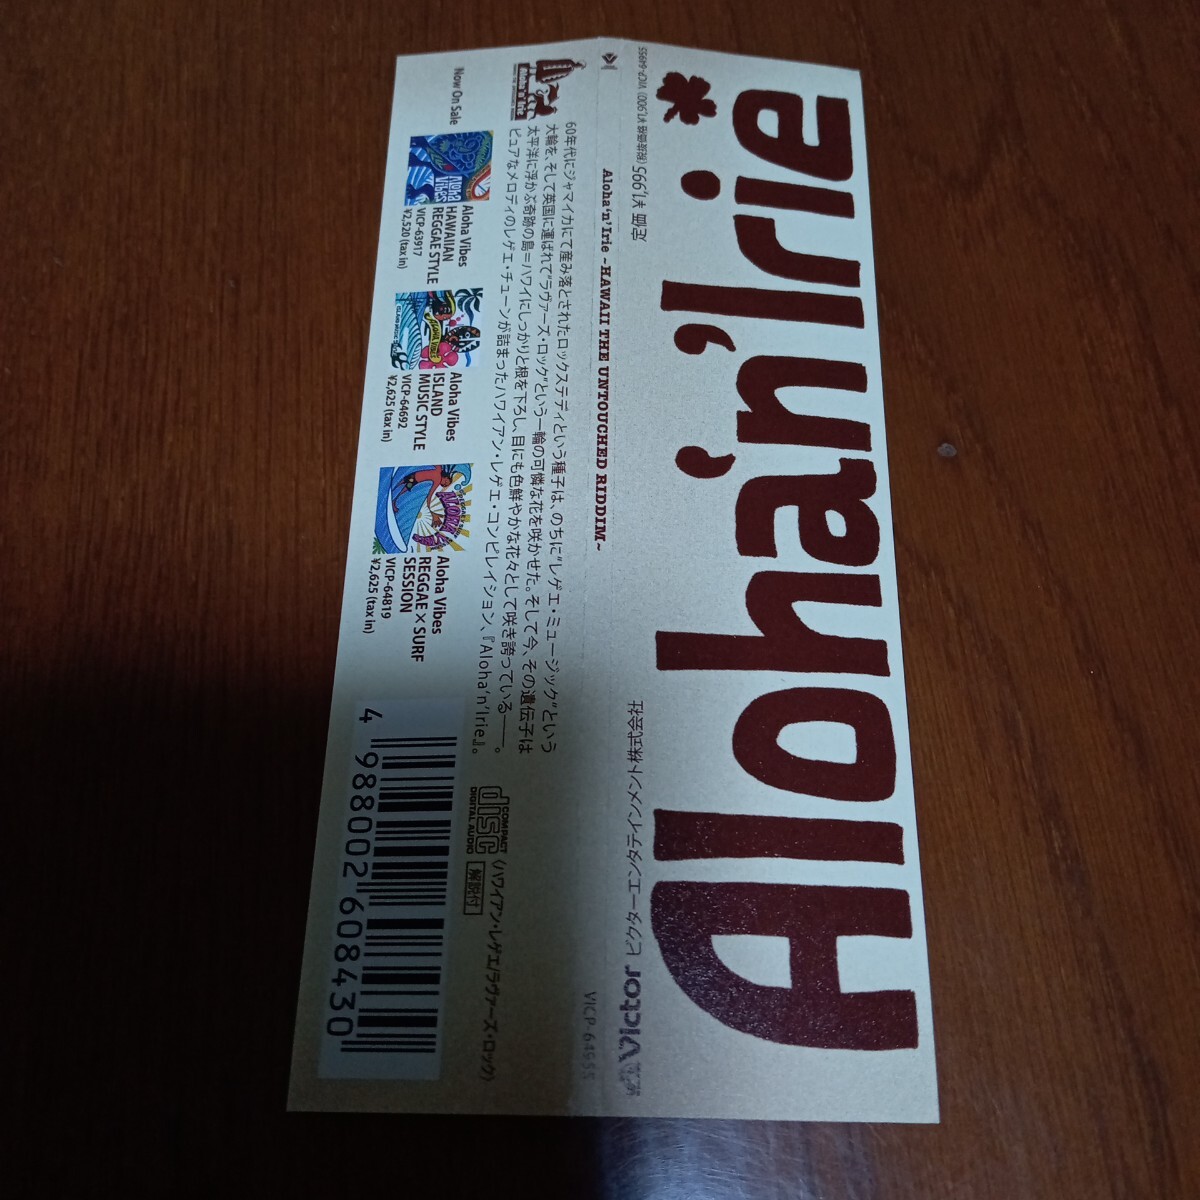 Aloha'n'Irie
定価 ¥1,995(税抜価格 ¥1,900) VICP-64955
Victor ビクターエンタテインメント株式会社
Aloha'n'Irie ~HAWAII THE UNTOUCHED RIDDIM~
VICP-64955
Aloha'n'Irie
60年代にジャマイカにて産み落とされたロックステディという種子は、のちに"レゲエ・ミュージック"という
大輪を、そして英国に運ばれて"ラヴァーズ・ロック"という一輪の可憐な花を咲かせた。そして今、その遺伝子は
太平洋に浮かぶ奇跡の島=ハワイにしっかりと根を下ろし、目にも色鮮やかな花々として咲き誇っている――。
ピュアなメロディのレゲエ・チューンが詰まったハワイアン・レゲエ・コンピレイション、『Aloha'n'Irie』。
COMPACT
disc
DIGITAL AUDIO
〈ハワイアン・レゲエ/ラヴァーズ・ロック〉
解説付
Now On Sale
Aloha Vibes
Aloha Vibes
HAWAIIAN
REGGAE STYLE
VICP-63917
¥2,520 (tax in)
Aloha Vibes
ISLAND
MUSIC STYLE
VICP-64692
¥2,625 (tax in)
ALOHA
Aloha Vibes
REGGAE × SURF
SESSION
VICP-64819
¥2,625 (tax in)
4 988002 608430